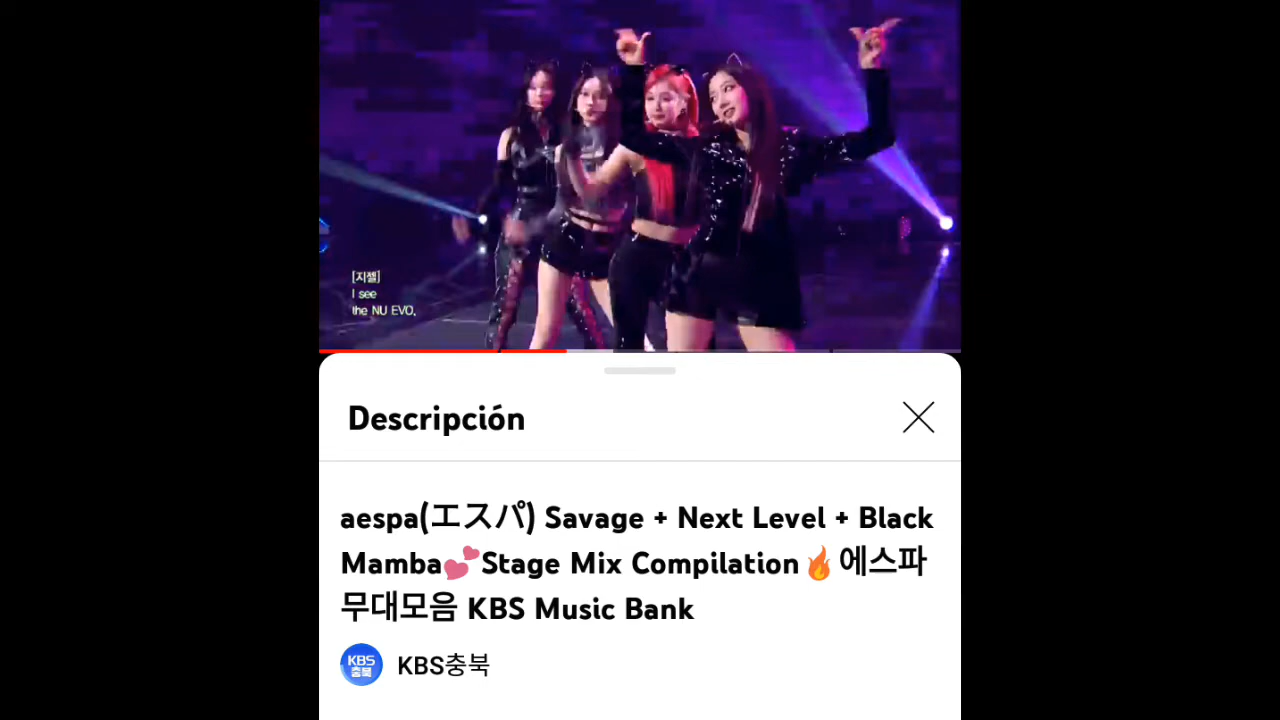 [지젤]
I see
the NU EVO.
Descripción
aespa(エスパ) Savage + Next Level + Black
Mamba💕Stage Mix Compilation🔥에스파
무대모음 KBS Music Bank
KBS
충북
KBS충북